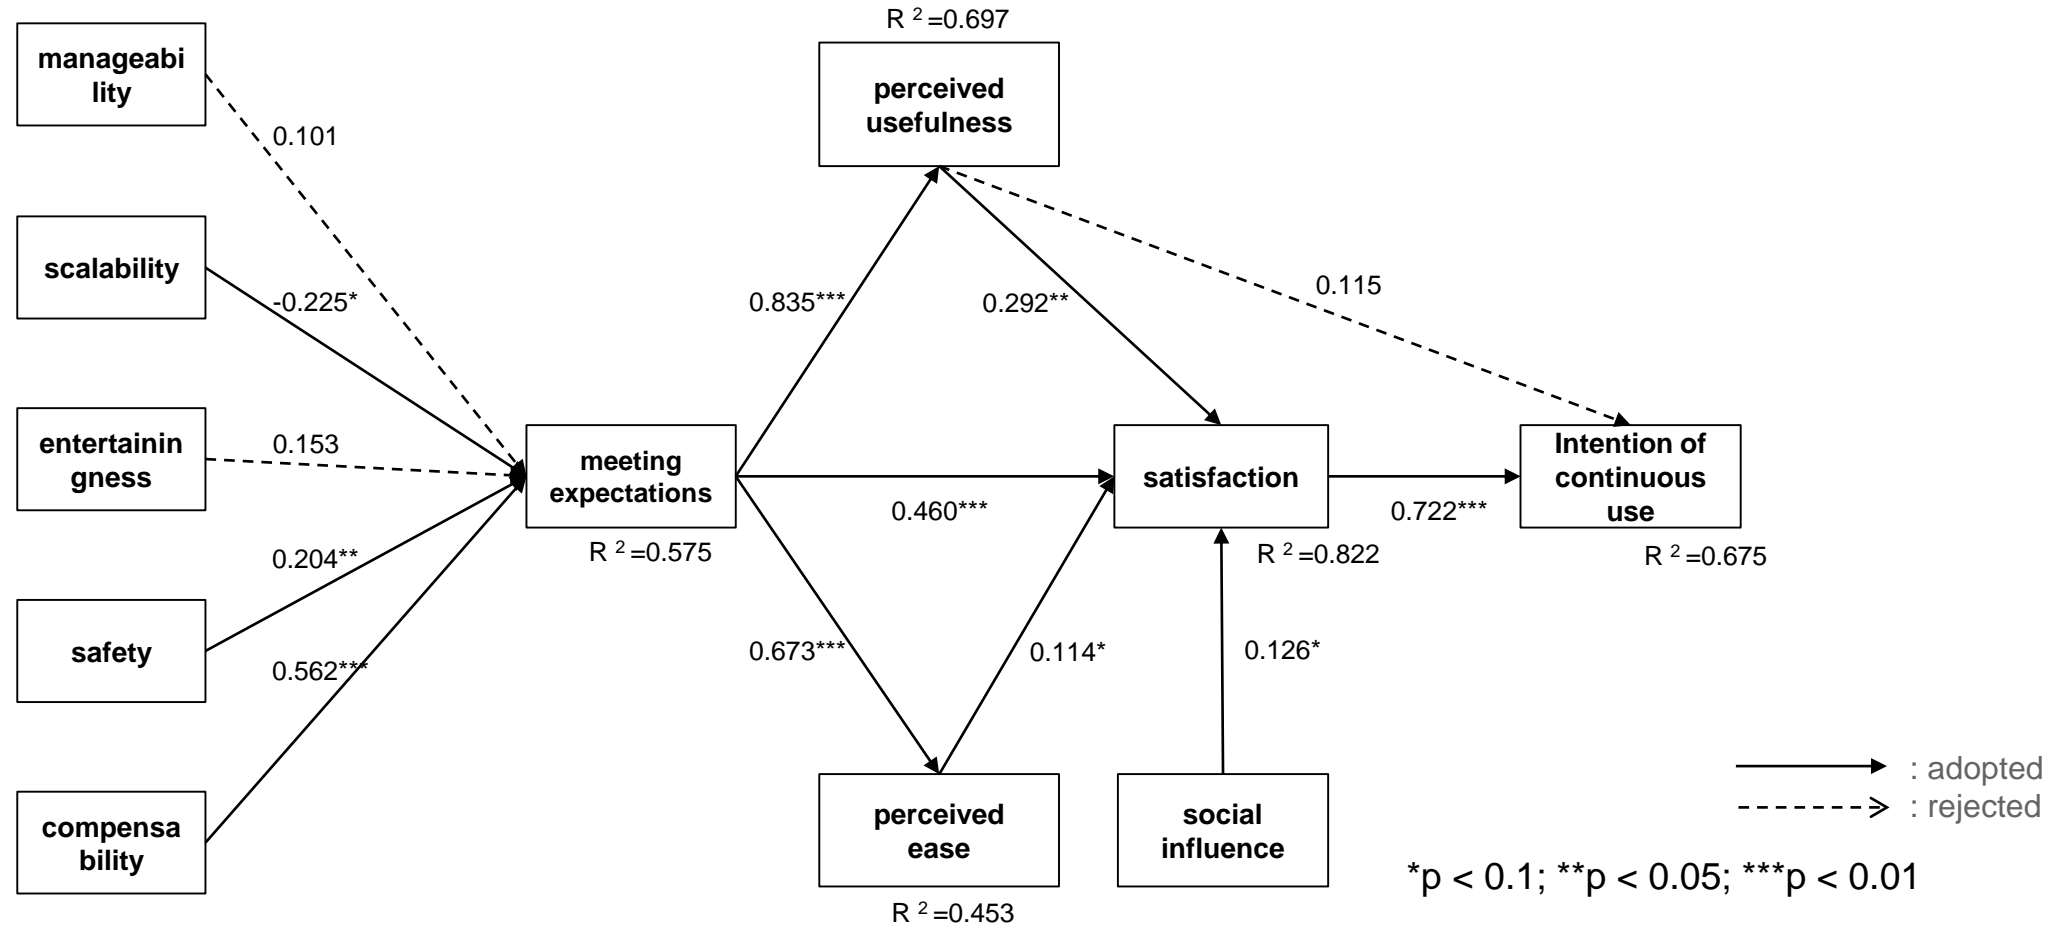 R ²=0.697
manageabi
lity
perceived
usefulness
0.101
scalability
-0.225*
0.835***
0.292**
0.115
entertainin
gness
0.153
meeting
expectations
R ²=0.575
0.460***
satisfaction
R ²=0.822
0.722***
Intention of
continuous
use
R ²=0.675
0.204**
safety
0.562***
0.673***
0.114*
0.126*
compensa
bility
perceived
ease
R ²=0.453
social
influence
: adopted
: rejected
*p < 0.1; **p < 0.05; ***p < 0.01